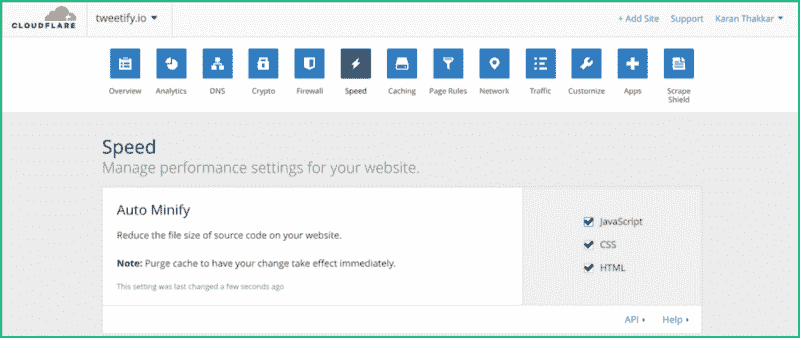 CLOUDFLARE
tweetify.io
+ Add Site Support Karan Thakkar
Overview Analytics DNS Crypto Firewall Speed Caching Page Rules Network Traffic Customize Apps Scrape Shield
Speed
Manage performance settings for your website.
Auto Minify
Reduce the file size of source code on your website.
Note: Purge cache to have your change take effect immediately.
This setting was last changed a few seconds ago
JavaScript
CSS
HTML
API Help